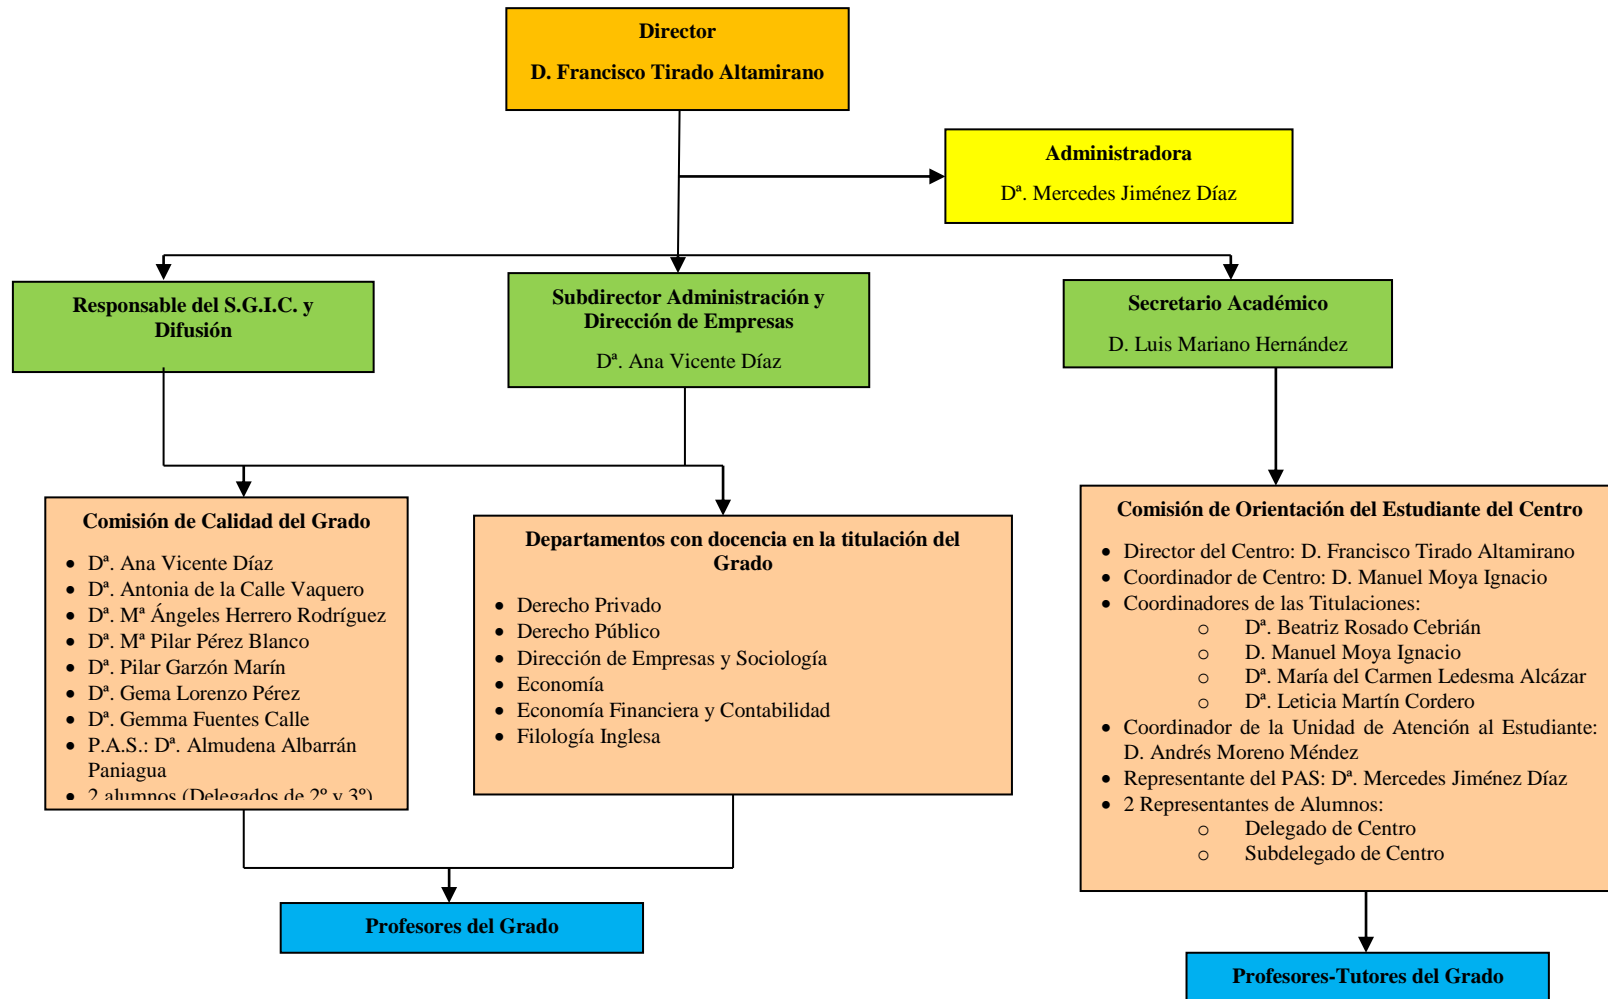 Director
D. Francisco Tirado Altamirano
Administradora
Dª. Mercedes Jiménez Díaz
Responsable del S.G.I.C. y
Difusión
Subdirector Administración y
Dirección de Empresas
Dª. Ana Vicente Díaz
Secretario Académico
D. Luis Mariano Hernández
Comisión de Calidad del Grado
• Dª. Ana Vicente Díaz
• Dª. Antonia de la Calle Vaquero
• Dª. Mª Ángeles Herrero Rodríguez
• Dª. Mª Pilar Pérez Blanco
• Dª. Pilar Garzón Marín
• Dª. Gema Lorenzo Pérez
• Dª. Gemma Fuentes Calle
• P.A.S.: Dª. Almudena Albarrán
Paniagua
• 2 alumnos (Delegados de 2º y 3º)
Departamentos con docencia en la titulación del
Grado
• Derecho Privado
• Derecho Público
• Dirección de Empresas y Sociología
• Economía
• Economía Financiera y Contabilidad
• Filología Inglesa
Comisión de Orientación del Estudiante del Centro
• Director del Centro: D. Francisco Tirado Altamirano
• Coordinador de Centro: D. Manuel Moya Ignacio
• Coordinadores de las Titulaciones:
o Dª. Beatriz Rosado Cebrián
o D. Manuel Moya Ignacio
o Dª. María del Carmen Ledesma Alcázar
o Dª. Leticia Martín Cordero
• Coordinador de la Unidad de Atención al Estudiante:
D. Andrés Moreno Méndez
• Representante del PAS: Dª. Mercedes Jiménez Díaz
• 2 Representantes de Alumnos:
o Delegado de Centro
o Subdelegado de Centro
Profesores del Grado
Profesores-Tutores del Grado